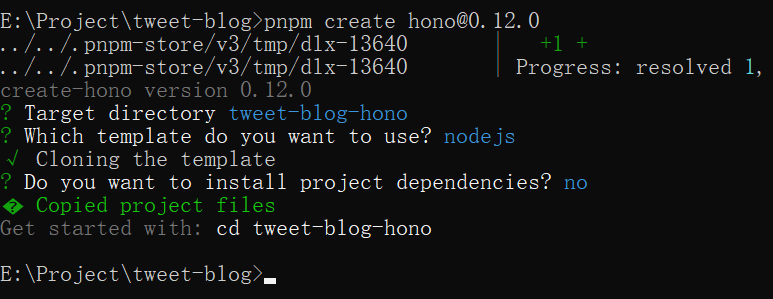 E:\Project\tweet-blog>pnpm create hono@0.12.0
../../.pnpm-store/v3/tmp/dlx-13640 | +1 +
../../.pnpm-store/v3/tmp/dlx-13640 | Progress: resolved 1,
create-hono version 0.12.0
? Target directory tweet-blog-hono
? Which template do you want to use? nodejs
√ Cloning the template
? Do you want to install project dependencies? no
� Copied project files
Get started with: cd tweet-blog-hono
E:\Project\tweet-blog>